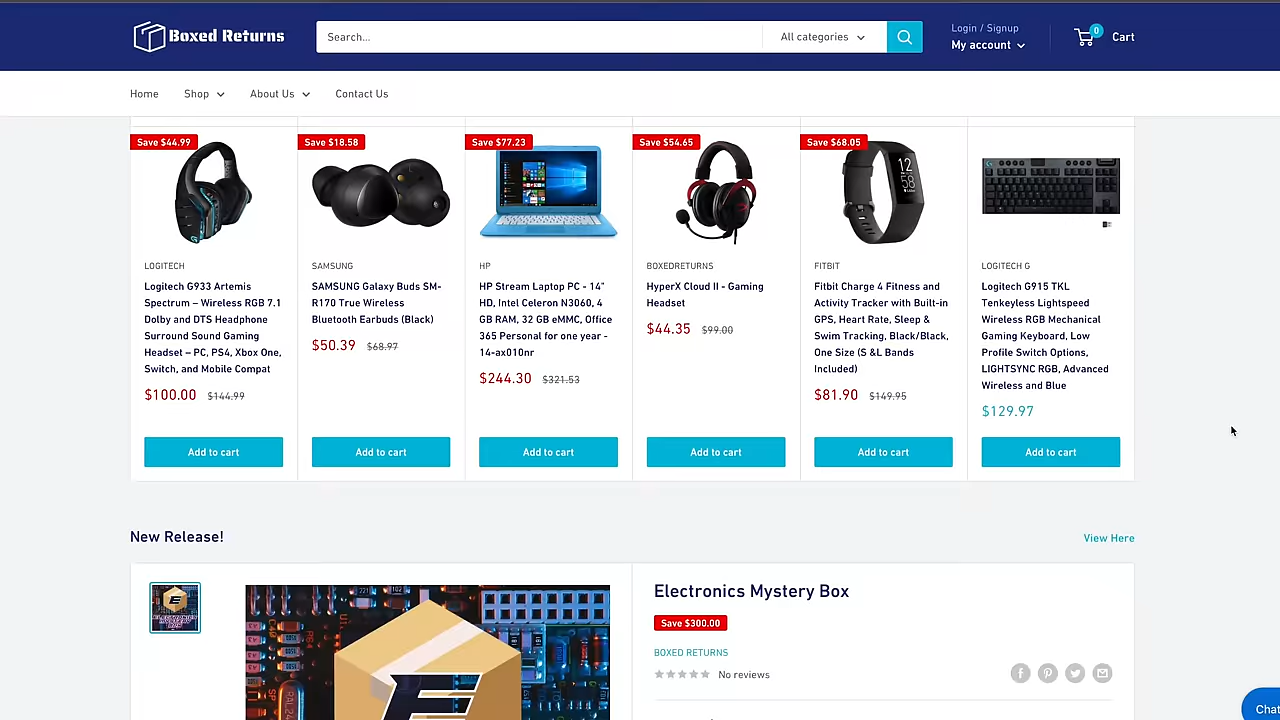 Boxed Returns
Search...
All categories
Login / Signup
My account
0
Cart
Home
Shop
About Us
Contact Us
Save $44.99
LOGITECH
Logitech G933 Artemis
Spectrum – Wireless RGB 7.1
Dolby and DTS Headphone
Surround Sound Gaming
Headset – PC, PS4, Xbox One,
Switch, and Mobile Compat
$100.00 $144.99
Add to cart
Save $18.58
SAMSUNG
SAMSUNG Galaxy Buds SM-
R170 True Wireless
Bluetooth Earbuds (Black)
$50.39 $68.97
Add to cart
Save $77.23
HP
HP Stream Laptop PC - 14"
HD, Intel Celeron N3060, 4
GB RAM, 32 GB eMMC, Office
365 Personal for one year -
14-ax010nr
$244.30 $321.53
Add to cart
Save $54.65
BOXEDRETURNS
HyperX Cloud II - Gaming
Headset
$44.35 $99.00
Add to cart
Save $68.05
FITBIT
Fitbit Charge 4 Fitness and
Activity Tracker with Built-in
GPS, Heart Rate, Sleep &
Swim Tracking, Black/Black,
One Size (S &L Bands
Included)
$81.90 $149.95
Add to cart
LOGITECH G
Logitech G915 TKL
Tenkeyless Lightspeed
Wireless RGB Mechanical
Gaming Keyboard, Low
Profile Switch Options,
LIGHTSYNC RGB, Advanced
Wireless and Blue
$129.97
Add to cart
New Release!
View Here
Electronics Mystery Box
Save $300.00
BOXED RETURNS
No reviews
Chat